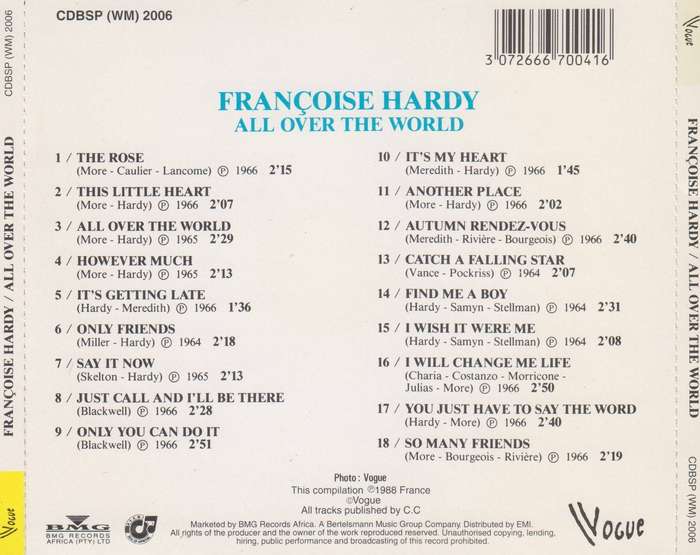 CDBSP (WM) 2006
3 072666 700416
FRANÇOISE HARDY
ALL OVER THE WORLD
1 / THE ROSE
(More - Caulier - Lancome) Ⓟ 1966 2'15
2 / THIS LITTLE HEART
(More - Hardy) Ⓟ 1966 2'07
3 / ALL OVER THE WORLD
(More - Hardy) Ⓟ 1965 2'29
4 / HOWEVER MUCH
(More - Hardy) Ⓟ 1965 2'13
5 / IT'S GETTING LATE
(Hardy - Meredith) Ⓟ 1966 1'36
6 / ONLY FRIENDS
(Miller - Hardy) Ⓟ 1964 2'18
7 / SAY IT NOW
(Skelton - Hardy) Ⓟ 1965 2'13
8 / JUST CALL AND I'LL BE THERE
(Blackwell) Ⓟ 1966 2'28
9 / ONLY YOU CAN DO IT
(Blackwell) Ⓟ 1966 2'51
10 / IT'S MY HEART
(Meredith - Hardy) Ⓟ 1966 1'45
11 / ANOTHER PLACE
(More - Hardy) Ⓟ 1966 2'02
12 / AUTUMN RENDEZ-VOUS
(Meredith - Rivière - Bourgeois) Ⓟ 1966 2'40
13 / CATCH A FALLING STAR
(Vance - Pockriss) Ⓟ 1964 2'07
14 / FIND ME A BOY
(Hardy - Samyn - Stellman) Ⓟ 1964 2'31
15 / I WISH IT WERE ME
(Hardy - Samyn - Stellman) Ⓟ 1964 2'08
16 / I WILL CHANGE ME LIFE
(Charia - Costanzo - Morricone -
Julias - More) Ⓟ 1966 2'50
17 / YOU JUST HAVE TO SAY THE WORD
(Hardy - More) Ⓟ 1966 2'40
18 / SO MANY FRIENDS
(More - Bourgeois - Rivière) Ⓟ 1966 2'19
Photo : Vogue
This compilation Ⓟ1988 France
©Vogue
All tracks published by C.C
BMG
BMG RECORDS
AFRICA (PTY) LTD
Vogue
Marketed by BMG Records Africa. A Bertelsmann Music Group Company. Distributed by EMI.
All rights of the producer and the owner of the work reproduced reserved. Unauthorised copying, lending,
hiring, public performance and broadcasting of this record prohibited.
CDBSP (WM) 2006
FRANÇOISE HARDY / ALL OVER THE WORLD
Vogue
Vogue
FRANÇOISE HARDY / ALL OVER THE WORLD
CDBSP (WM) 2006